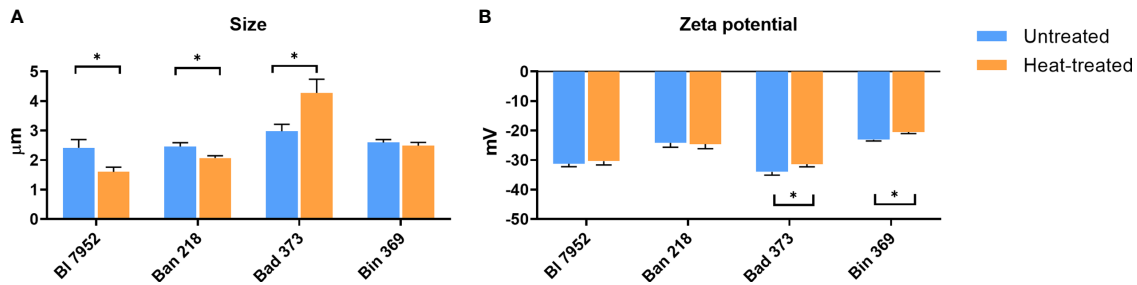 A
Size
*
*
*
μm
5
4
3
2
1
0
Bl 7952
Ban 218
Bad 373
Bin 369
B
Zeta potential
mV
0
-10
-20
-30
-40
-50
*
*
Bl 7952
Ban 218
Bad 373
Bin 369
Untreated
Heat-treated